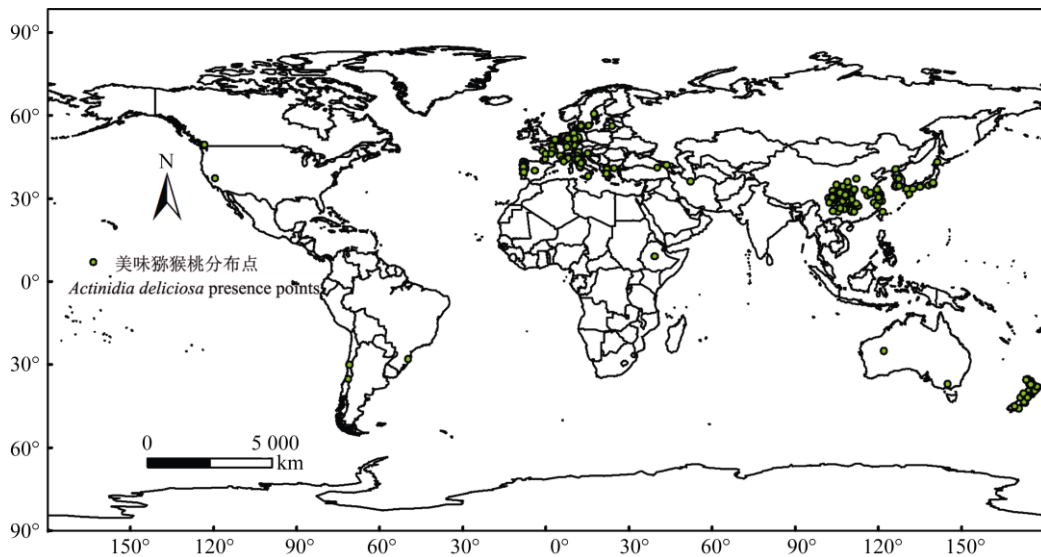 90°
60°
N
30°
美味猕猴桃分布点
0°
Actinidia deliciosa presence points
30°
0 5 000
km
60°
90°
150° 120° 90° 60° 30° 0° 30° 60° 90° 120° 150°